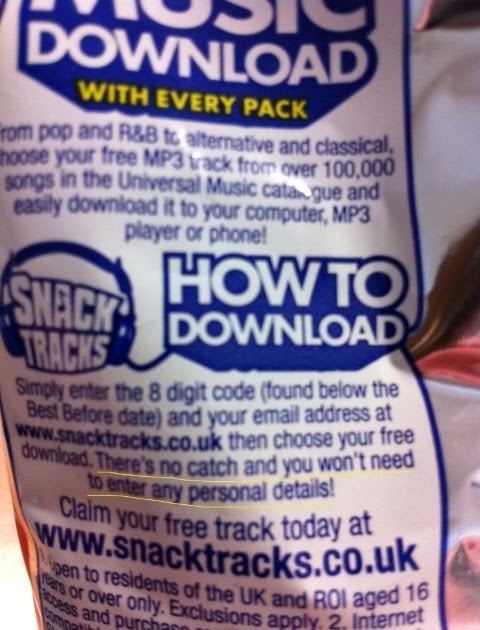 MUSIC
DOWNLOAD
WITH EVERY PACK
rom pop and R&B to alternative and classical,
hoose your free MP3 track from over 100,000
songs in the Universal Music catalogue and
easily download it to your computer, MP3
player or phone!
SNACK
TRACKS
HOW TO
DOWNLOAD
Simply enter the 8 digit code (found below the
Best Before date) and your email address at
www.snacktracks.co.uk then choose your free
download. There's no catch and you won't need
to enter any personal details!
Claim your free track today at
www.snacktracks.co.uk
1. Open to residents of the UK and ROI aged 16
years or over only. Exclusions apply. 2. Internet
access and purchase